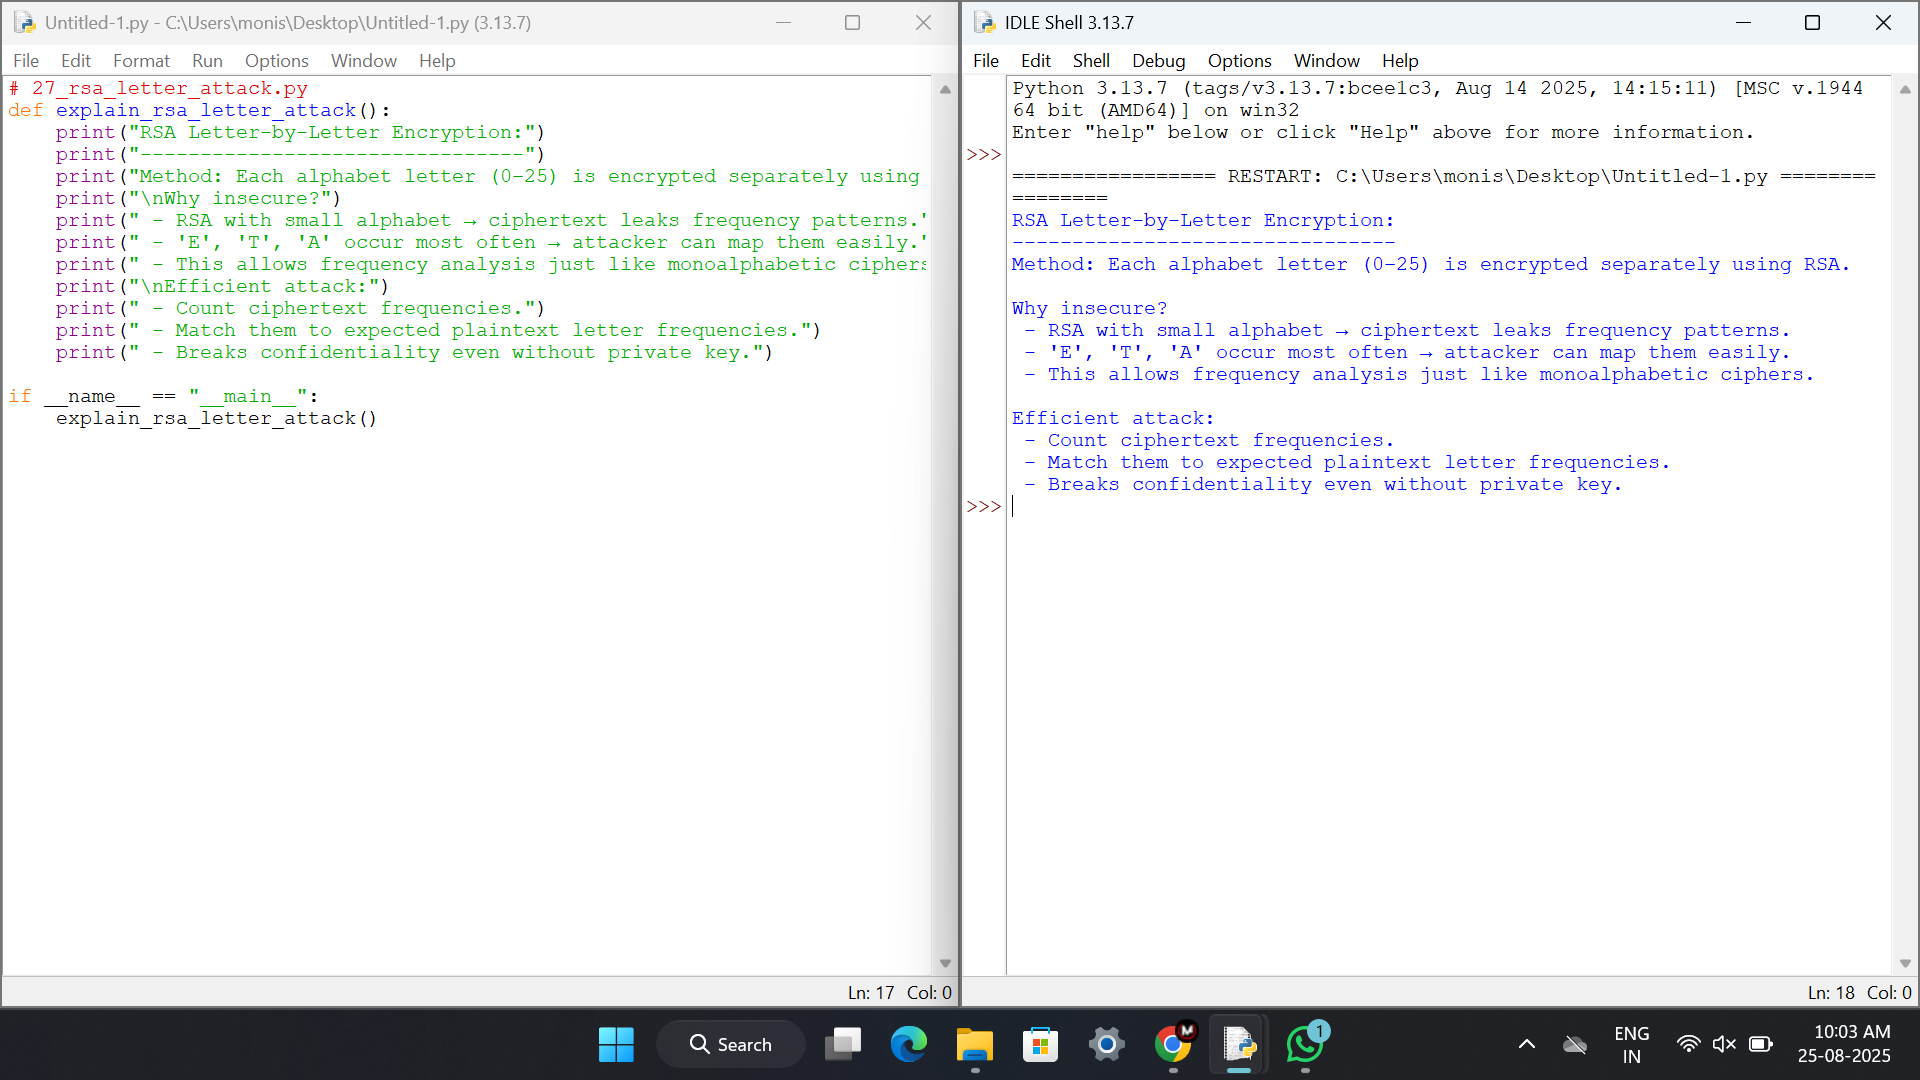 Untitled-1.py - C:\Users\monis\Desktop\Untitled-1.py (3.13.7)
File Edit Format Run Options Window Help
# 27_rsa_letter_attack.py
def explain_rsa_letter_attack():
    print("RSA Letter-by-Letter Encryption:")
    print("--------------------------------")
    print("Method: Each alphabet letter (0-25) is encrypted separately using
    print("\nWhy insecure?")
    print(" - RSA with small alphabet → ciphertext leaks frequency patterns."
    print(" - 'E', 'T', 'A' occur most often → attacker can map them easily."
    print(" - This allows frequency analysis just like monoalphabetic ciphers
    print("\nEfficient attack:")
    print(" - Count ciphertext frequencies.")
    print(" - Match them to expected plaintext letter frequencies.")
    print(" - Breaks confidentiality even without private key.")
if __name__ == "__main__":
    explain_rsa_letter_attack()
Ln: 17 Col: 0
IDLE Shell 3.13.7
File Edit Shell Debug Options Window Help
Python 3.13.7 (tags/v3.13.7:bcee1c3, Aug 14 2025, 14:15:11) [MSC v.1944
64 bit (AMD64)] on win32
Enter "help" below or click "Help" above for more information.
>>>
================= RESTART: C:\Users\monis\Desktop\Untitled-1.py ========
========
RSA Letter-by-Letter Encryption:
--------------------------------
Method: Each alphabet letter (0-25) is encrypted separately using RSA.
Why insecure?
 - RSA with small alphabet → ciphertext leaks frequency patterns.
 - 'E', 'T', 'A' occur most often → attacker can map them easily.
 - This allows frequency analysis just like monoalphabetic ciphers.
Efficient attack:
 - Count ciphertext frequencies.
 - Match them to expected plaintext letter frequencies.
 - Breaks confidentiality even without private key.
>>>
Ln: 18 Col: 0
Search
M
1
ENG
IN
10:03 AM
25-08-2025